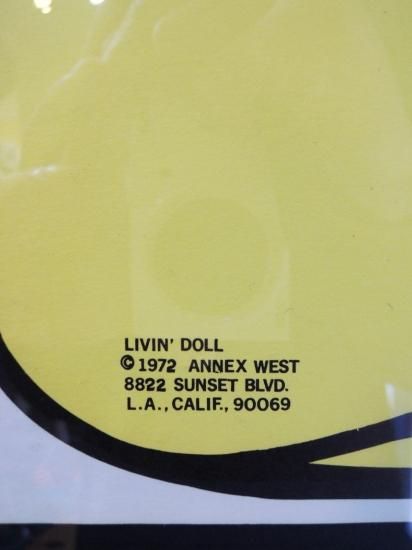 LIVIN' DOLL
© 1972 ANNEX WEST
8822 SUNSET BLVD.
L.A., CALIF., 90069